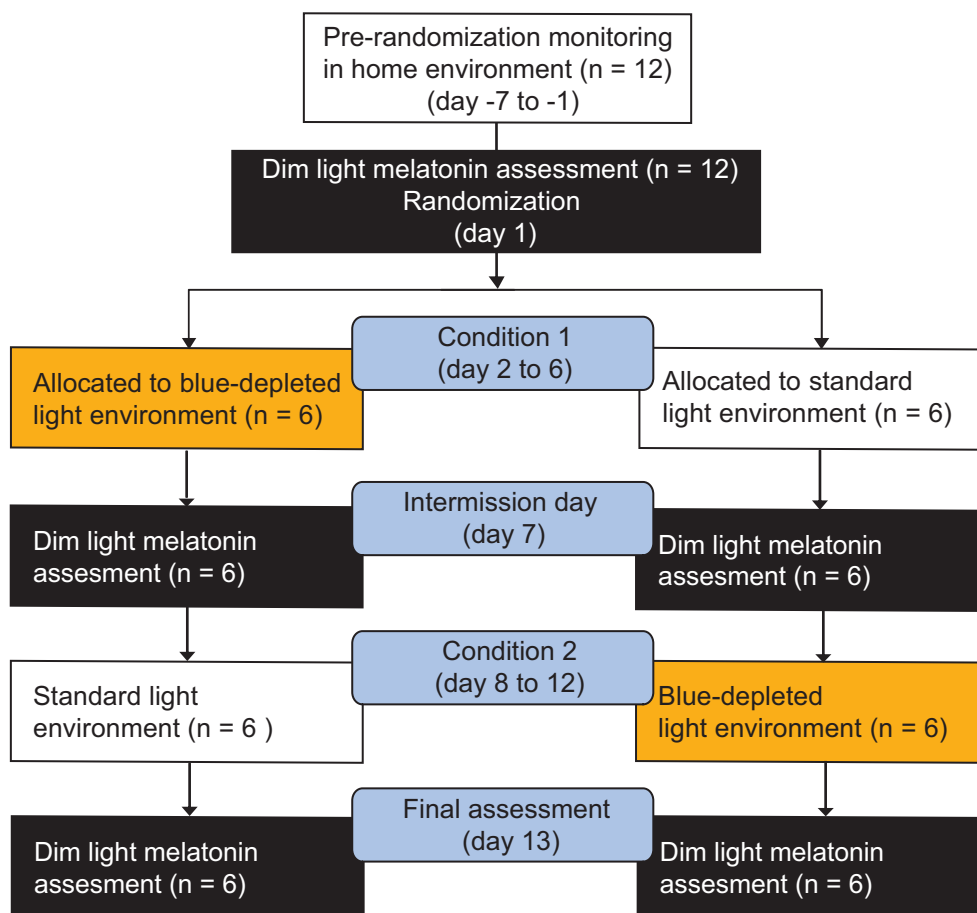 Pre-randomization monitoring
in home environment (n = 12)
(day -7 to -1)
Dim light melatonin assessment (n = 12)
Randomization
(day 1)
Condition 1
(day 2 to 6)
Allocated to blue-depleted
light environment (n = 6)
Allocated to standard
light environment (n = 6)
Intermission day
(day 7)
Dim light melatonin
assesment (n = 6)
Dim light melatonin
assesment (n = 6)
Condition 2
(day 8 to 12)
Standard light
environment (n = 6 )
Blue-depleted
light environment (n = 6)
Final assessment
(day 13)
Dim light melatonin
assesment (n = 6)
Dim light melatonin
assesment (n = 6)